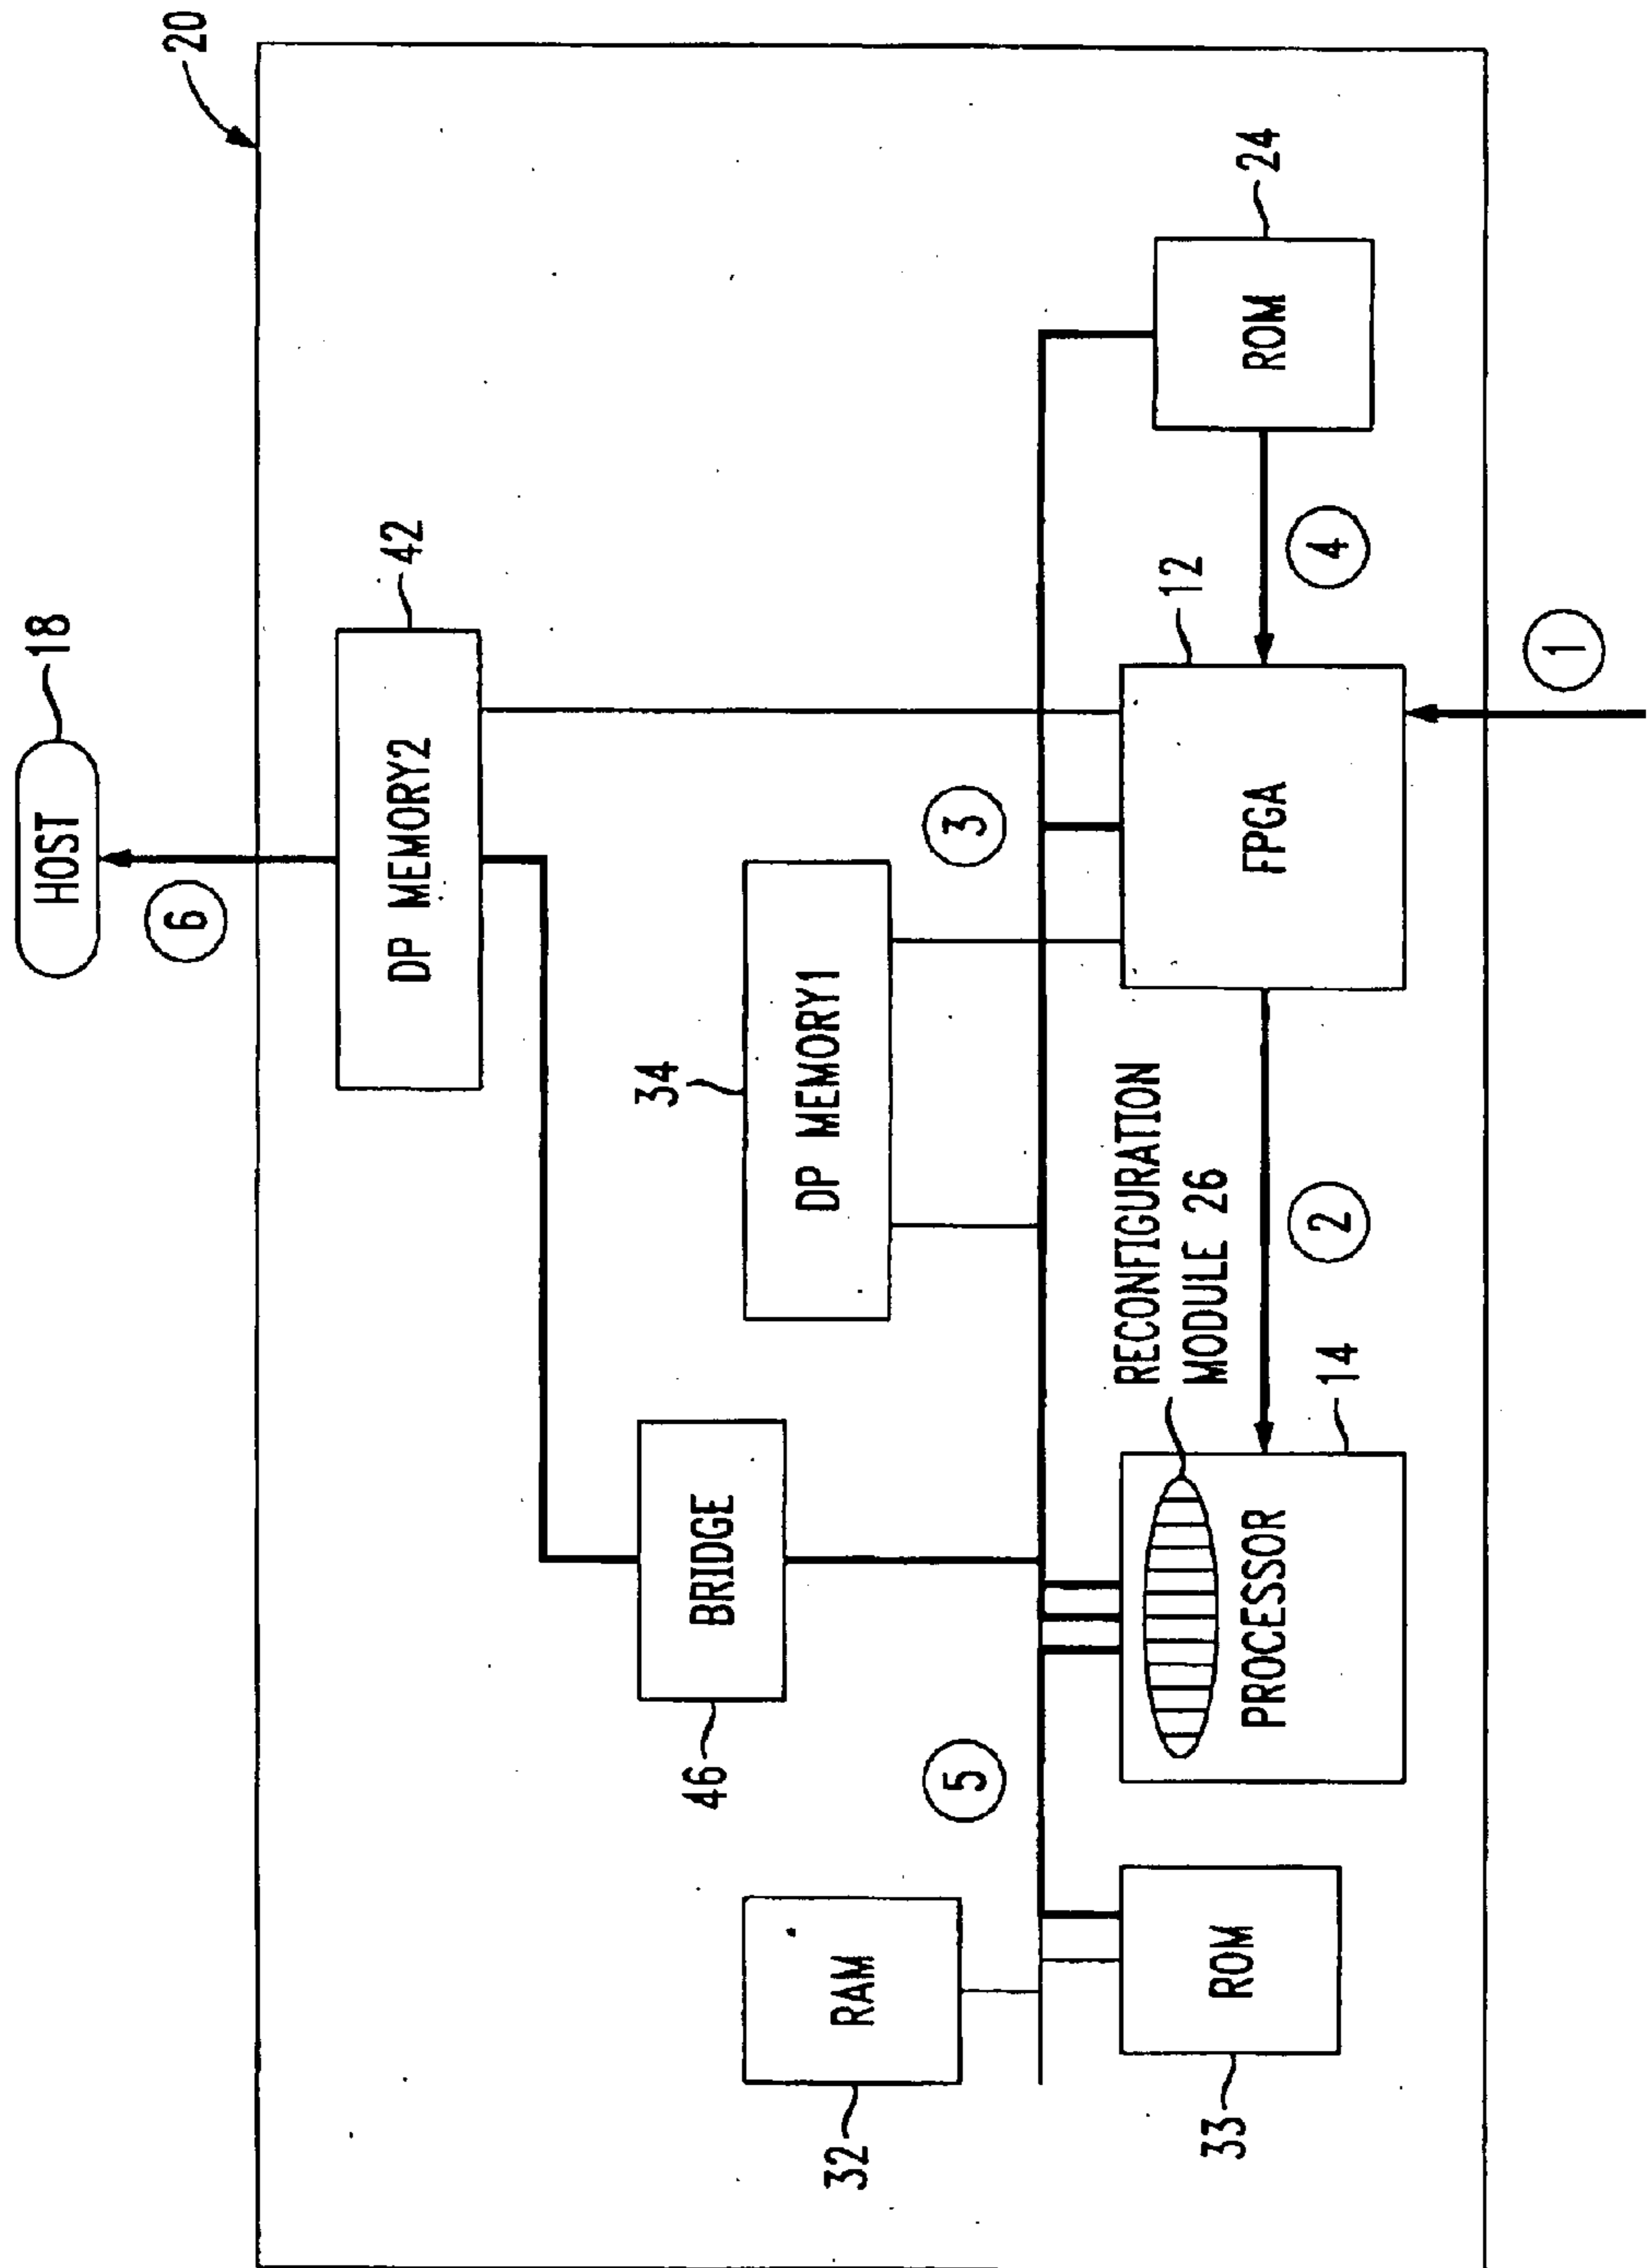 HOST
18
20
6
DP MEMORY2
42
BRIDGE
46
DP MEMORY1
34
RAM
32
5
3
RECONFIGURATION
MODULE 26
ROM
33
PROCESSOR
14
2
FPGA
12
4
ROM
24
1